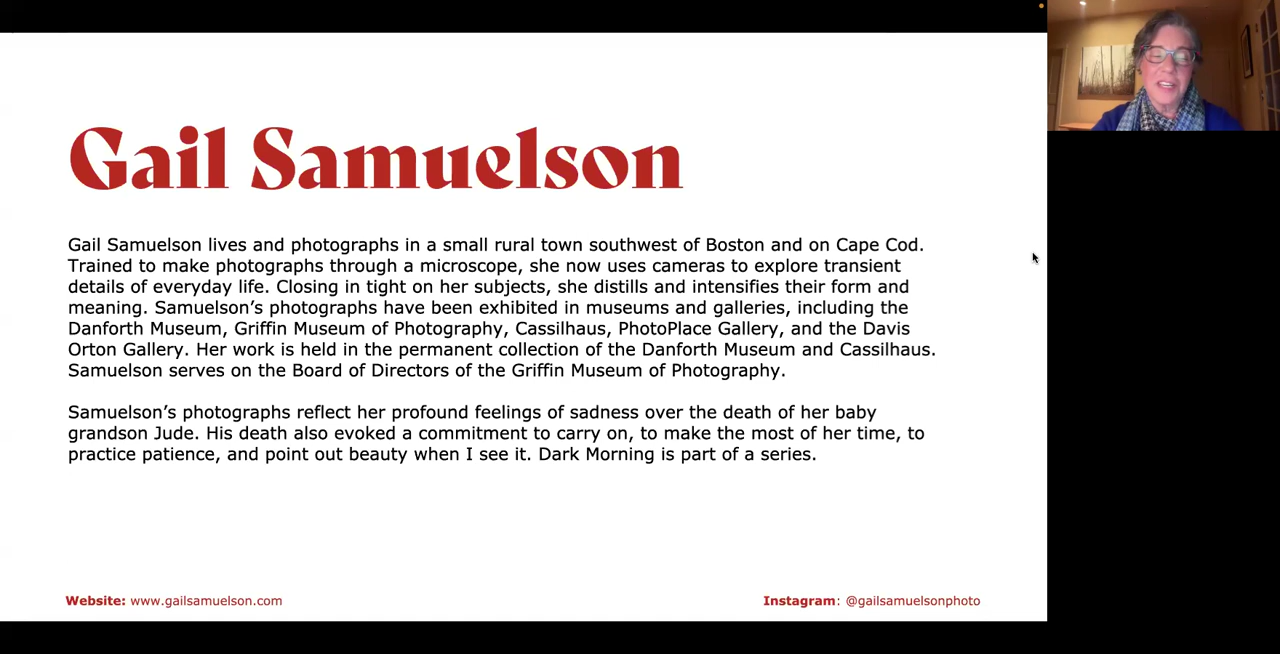 Gail Samuelson
Gail Samuelson lives and photographs in a small rural town southwest of Boston and on Cape Cod.
Trained to make photographs through a microscope, she now uses cameras to explore transient
details of everyday life. Closing in tight on her subjects, she distills and intensifies their form and
meaning. Samuelson’s photographs have been exhibited in museums and galleries, including the
Danforth Museum, Griffin Museum of Photography, Cassilhaus, PhotoPlace Gallery, and the Davis
Orton Gallery. Her work is held in the permanent collection of the Danforth Museum and Cassilhaus.
Samuelson serves on the Board of Directors of the Griffin Museum of Photography.
Samuelson’s photographs reflect her profound feelings of sadness over the death of her baby
grandson Jude. His death also evoked a commitment to carry on, to make the most of her time, to
practice patience, and point out beauty when I see it. Dark Morning is part of a series.
Website: www.gailsamuelson.com
Instagram: @gailsamuelsonphoto